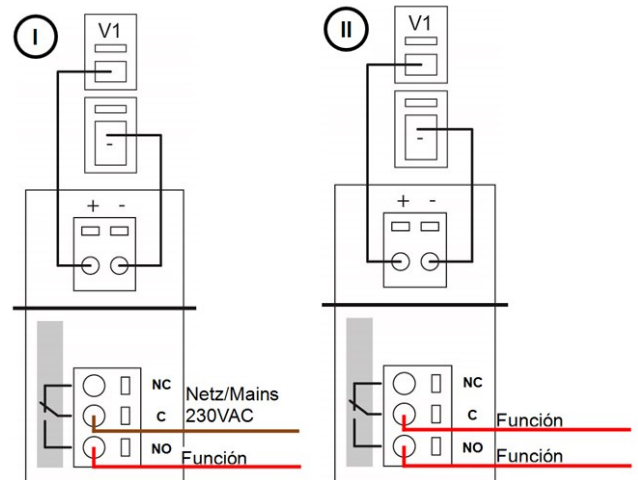 I
V1
-
+ -
NC
C
NO
Netz/Mains
230VAC
Función
II
V1
-
+ -
NC
C
NO
Función
Función